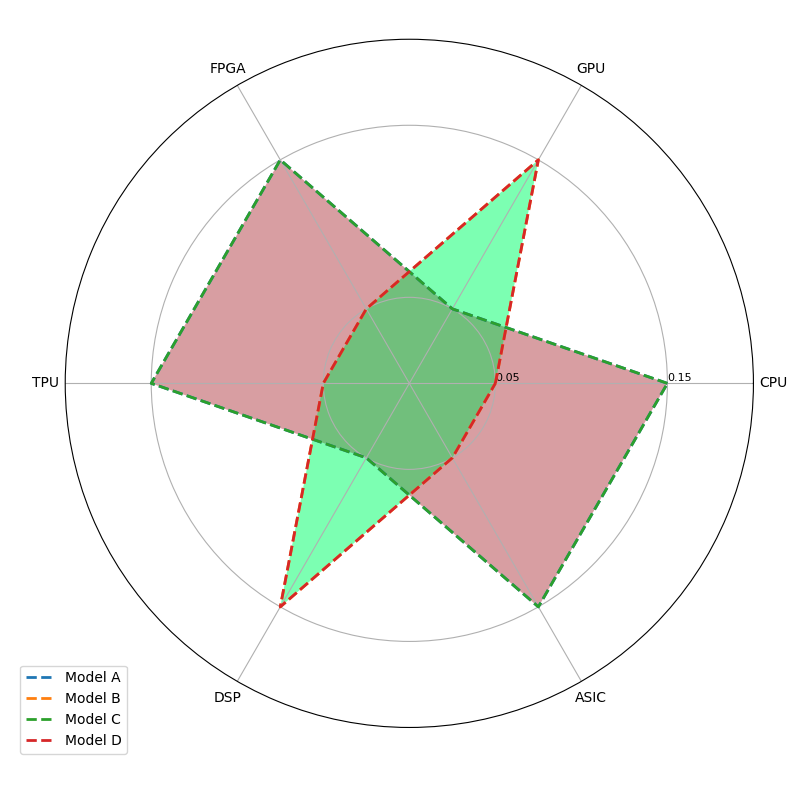 FPGA
GPU
TPU
0.05
0.15
CPU
DSP
ASIC
Model A
Model B
Model C
Model D